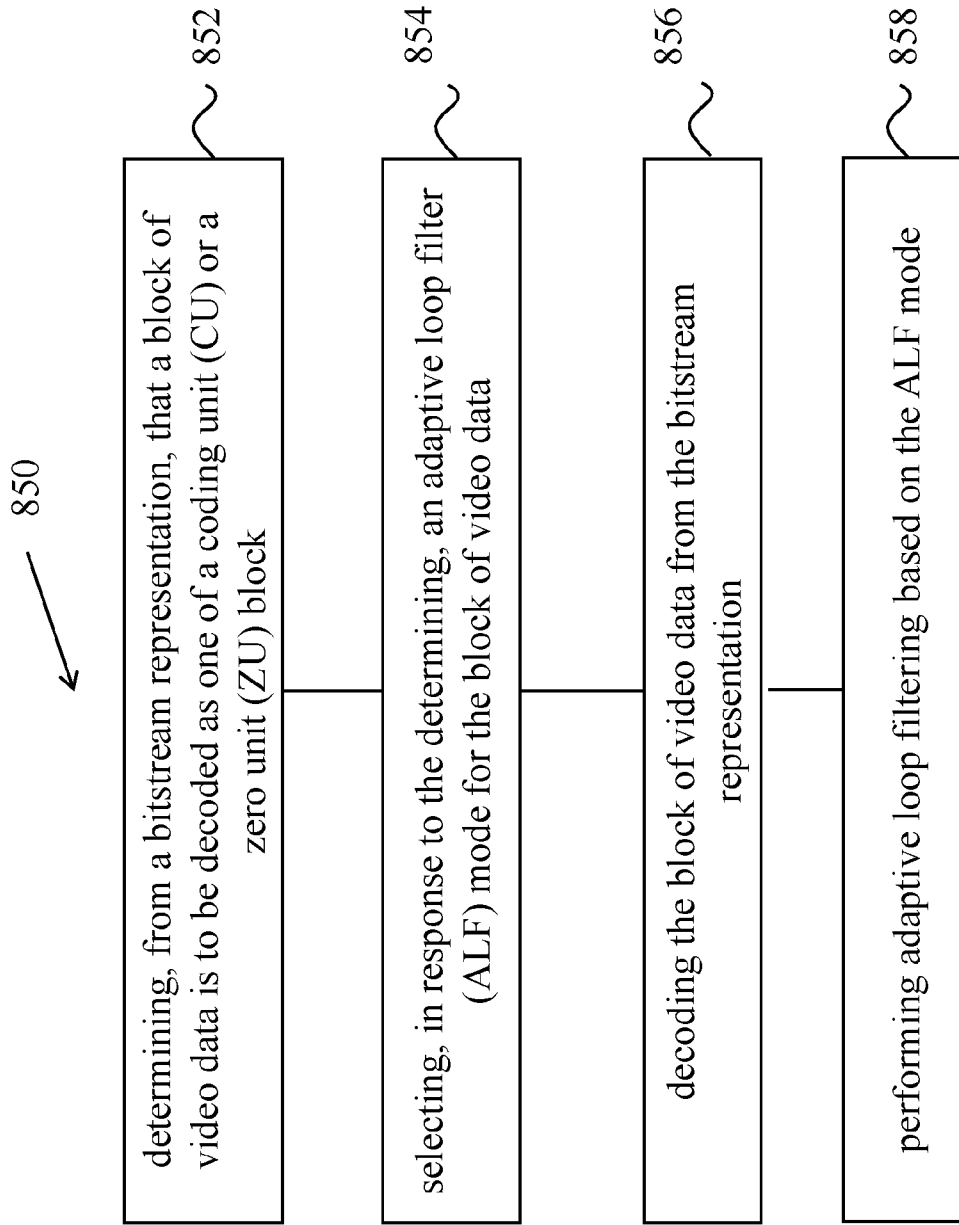 850
determining, from a bitstream representation, that a block of
video data is to be decoded as one of a coding unit (CU) or a
zero unit (ZU) block
852
selecting, in response to the determining, an adaptive loop filter
(ALF) mode for the block of video data
854
decoding the block of video data from the bitstream
representation
856
performing adaptive loop filtering based on the ALF mode
858